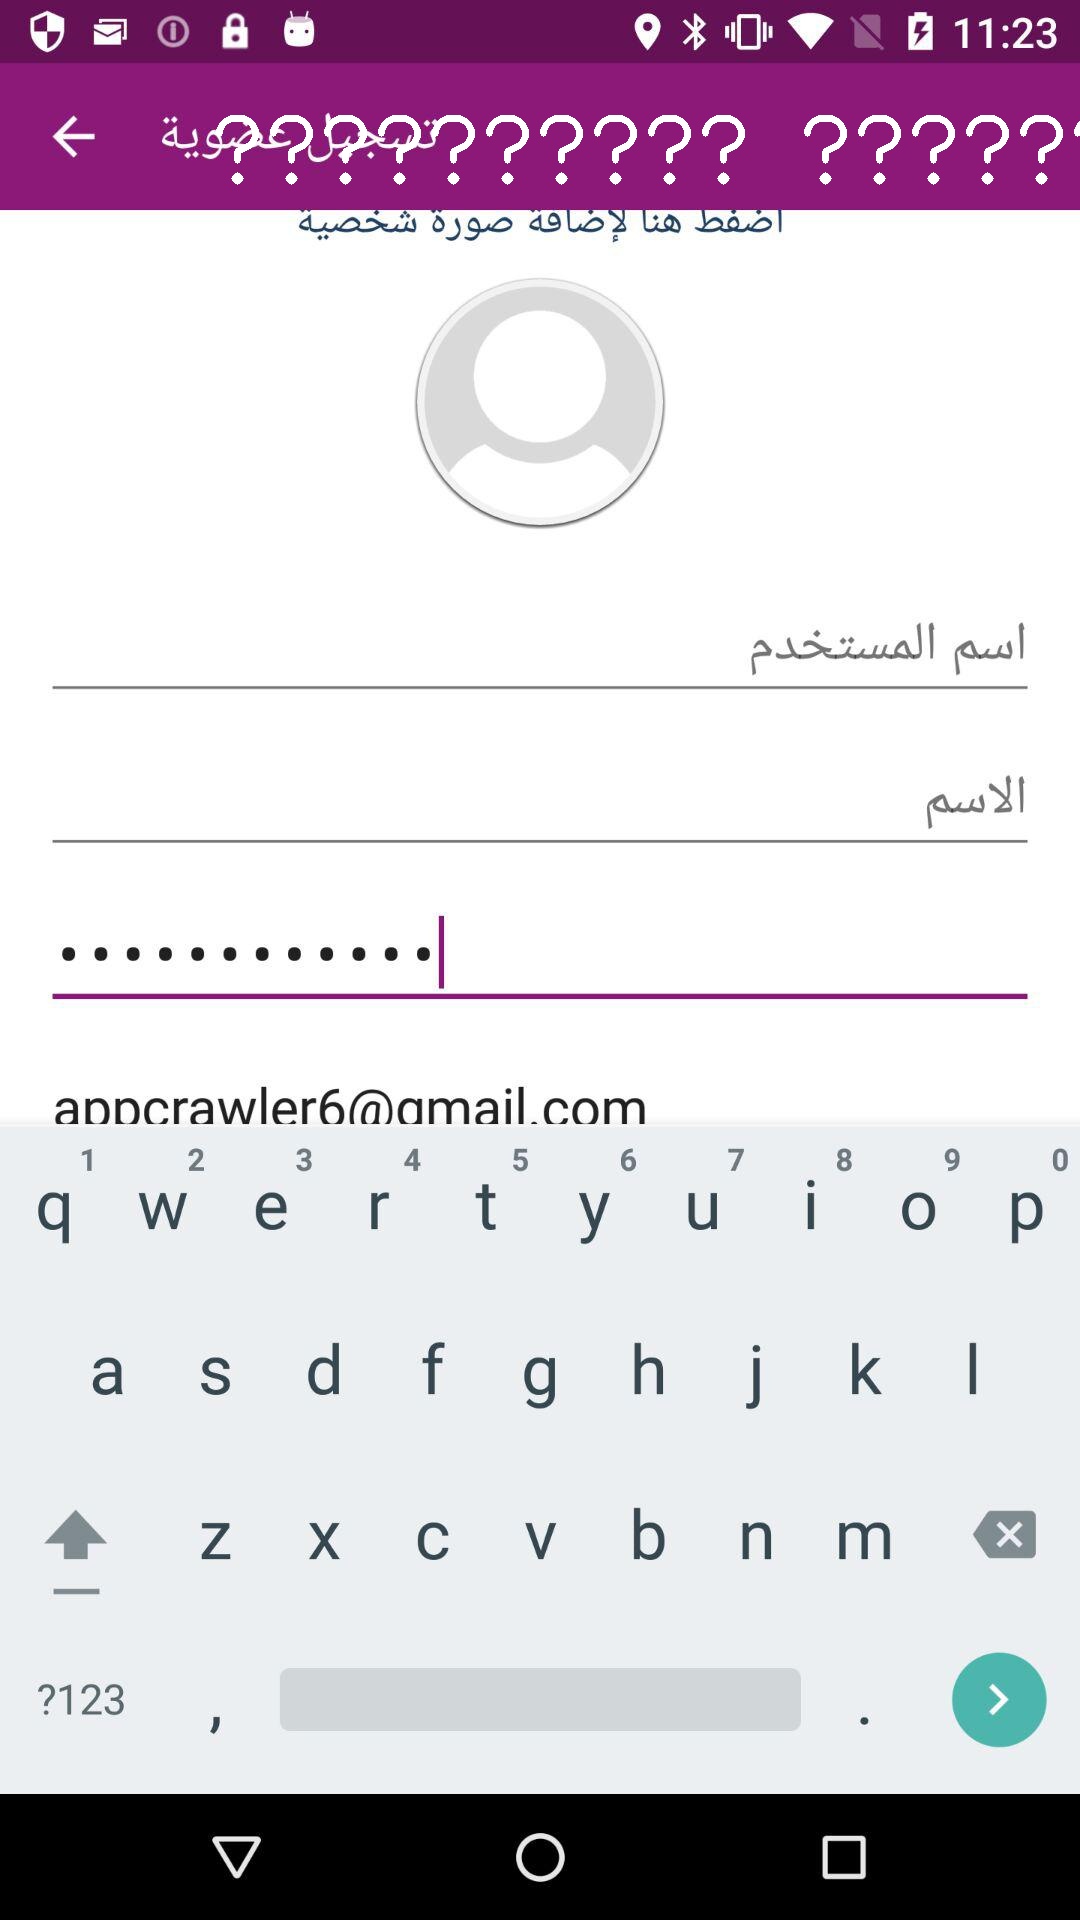 11:23
تسجيل عضوية
??????????  ??????
اضغط هنا لإضافة صورة شخصية
اسم المستخدم
الاسم
••••••••••••
appcrawler6@gmail.com
1 2 3 4 5 6 7 8 9 0
q w e r t y u i o p
a s d f g h j k l
z x c v b n m
?123 , .